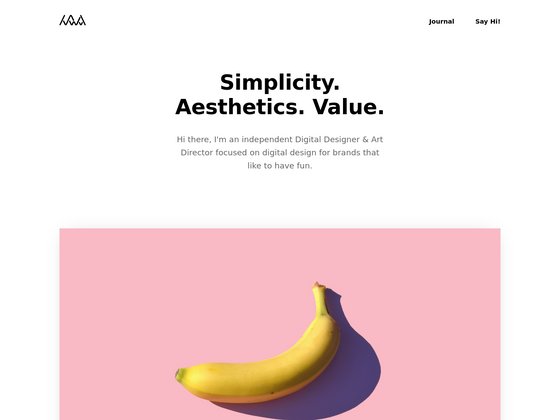 Journal
Say Hi!
Simplicity.
Aesthetics. Value.
Hi there, I'm an independent Digital Designer & Art
Director focused on digital design for brands that
like to have fun.